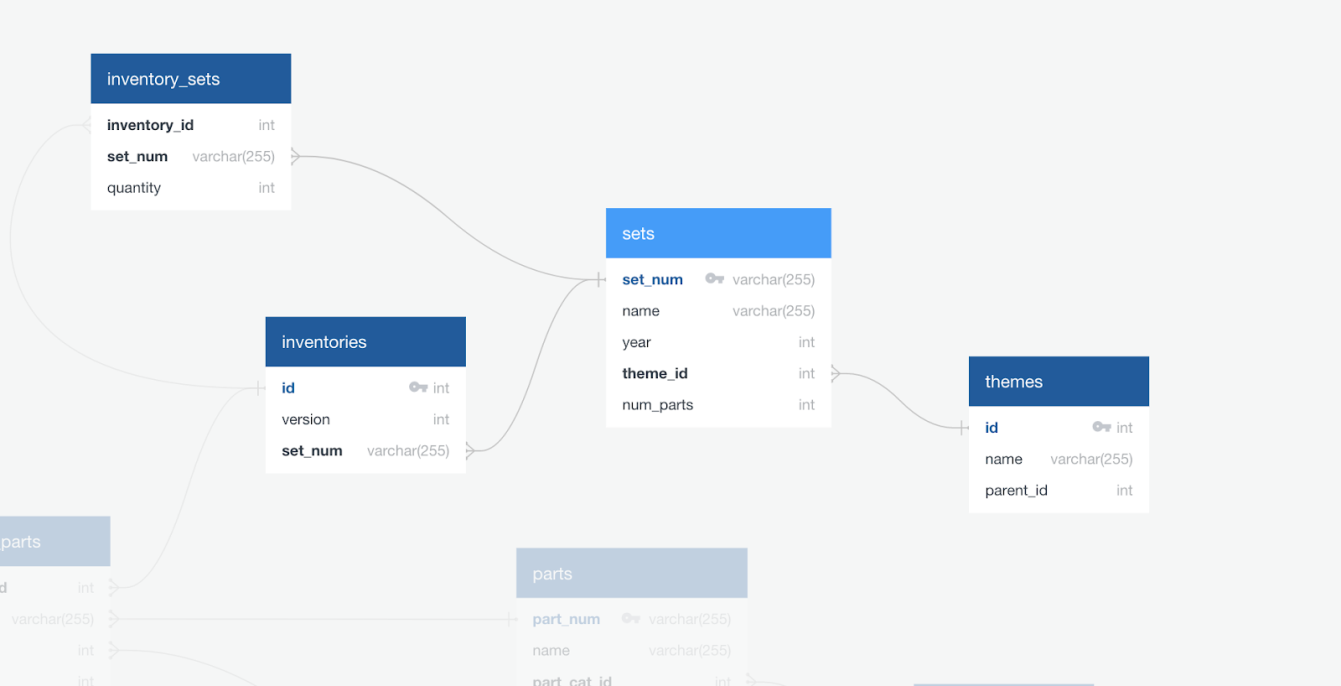 inventory_sets
inventory_id int
set_num varchar(255)
quantity int
sets
set_num varchar(255)
name varchar(255)
year int
theme_id int
num_parts int
inventories
id int
version int
set_num varchar(255)
themes
id int
name varchar(255)
parent_id int
parts
d int
varchar(255)
int
int
parts
part_num varchar(255)
name varchar(255)
part_cat_id int